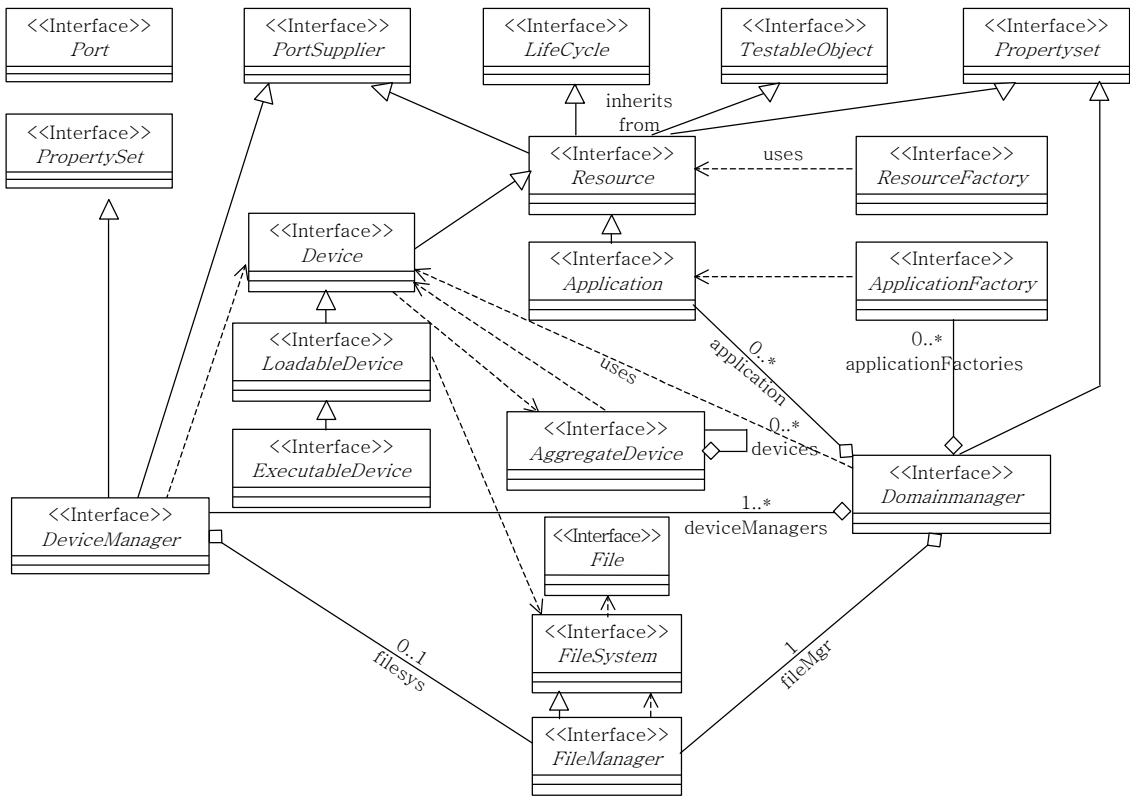 <<Interface>>
Port
<<Interface>>
PortSupplier
<<Interface>>
LifeCycle
<<Interface>>
TestableObject
<<Interface>>
Propertyset
inherits
from
<<Interface>>
PropertySet
<<Interface>>
Resource
uses
<<Interface>>
ResourceFactory
<<Interface>>
Device
<<Interface>>
Application
<<Interface>>
ApplicationFactory
<<Interface>>
LoadableDevice
uses
0..*
application
0..*
applicationFactories
<<Interface>>
ExecutableDevice
<<Interface>>
AggregateDevice
0..*
devices
<<Interface>>
Domainmanager
<<Interface>>
DeviceManager
1..*
deviceManagers
<<Interface>>
File
<<Interface>>
FileSystem
0..1
filesys
1
fileMgr
<<Interface>>
FileManager